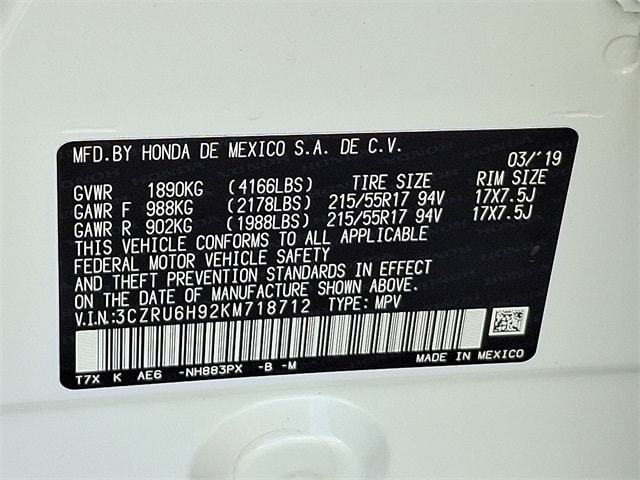 MFD.BY HONDA DE MEXICO S.A. DE C.V.
03/'19
GVWR 1890KG (4166LBS) TIRE SIZE RIM SIZE
GAWR F 988KG (2178LBS) 215/55R17 94V 17X7.5J
GAWR R 902KG (1988LBS) 215/55R17 94V 17X7.5J
THIS VEHICLE CONFORMS TO ALL APPLICABLE
FEDERAL MOTOR VEHICLE SAFETY
AND THEFT PREVENTION STANDARDS IN EFFECT
ON THE DATE OF MANUFACTURE SHOWN ABOVE.
V.I.N.:3CZRU6H92KM718712 TYPE: MPV
T7X K AE6 -NH883PX -B -M MADE IN MEXICO